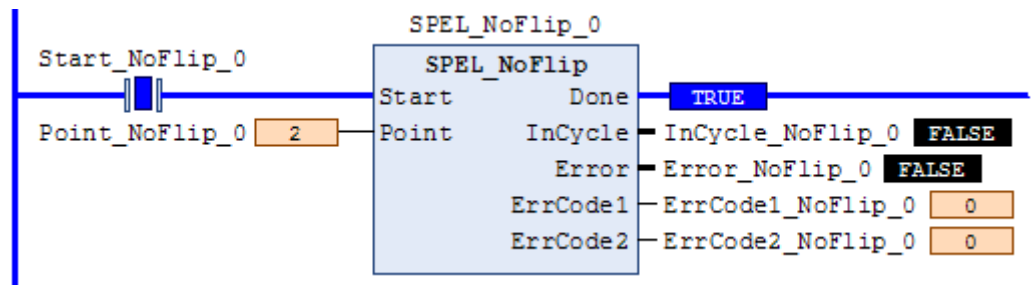 SPEL_NoFlip_0
Start_NoFlip_0
SPEL_NoFlip
Start Done TRUE
Point_NoFlip_0 2 Point InCycle InCycle_NoFlip_0 FALSE
Error Error_NoFlip_0 FALSE
ErrCode1 ErrCode1_NoFlip_0 0
ErrCode2 ErrCode2_NoFlip_0 0